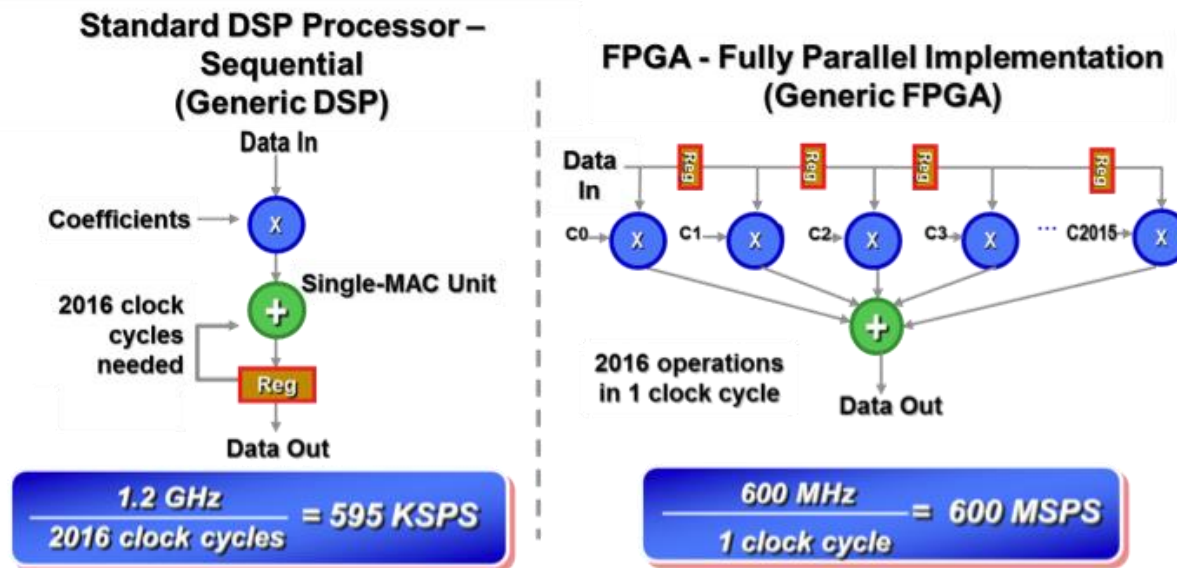 Standard DSP Processor –
Sequential
(Generic DSP)
Data In
Coefficients
X
Single-MAC Unit
+
2016 clock
cycles
needed
Reg
Data Out
1.2 GHz
2016 clock cycles
= 595 KSPS
FPGA - Fully Parallel Implementation
(Generic FPGA)
Data
In
Reg
Reg
Reg
Reg
C0
X
C1
X
C2
X
C3
X
... C2015
X
+
2016 operations
in 1 clock cycle
Data Out
600 MHz
1 clock cycle
= 600 MSPS